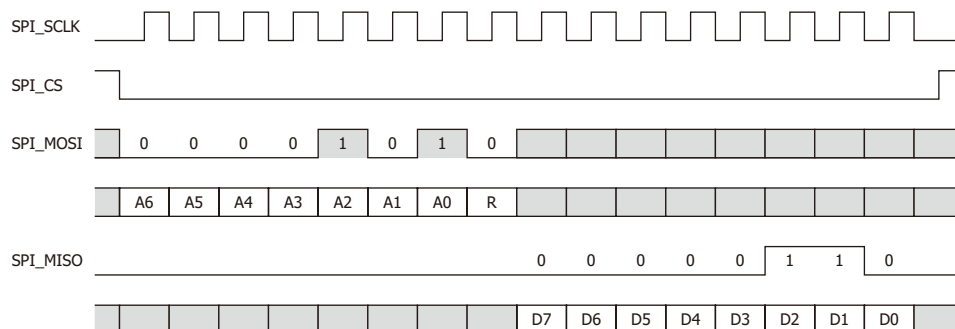 SPI_SCLK
SPI_CS
SPI_MOSI 0 0 0 0 1 0 1 0
A6 A5 A4 A3 A2 A1 A0 R
SPI_MISO 0 0 0 0 0 1 1 0
D7 D6 D5 D4 D3 D2 D1 D0